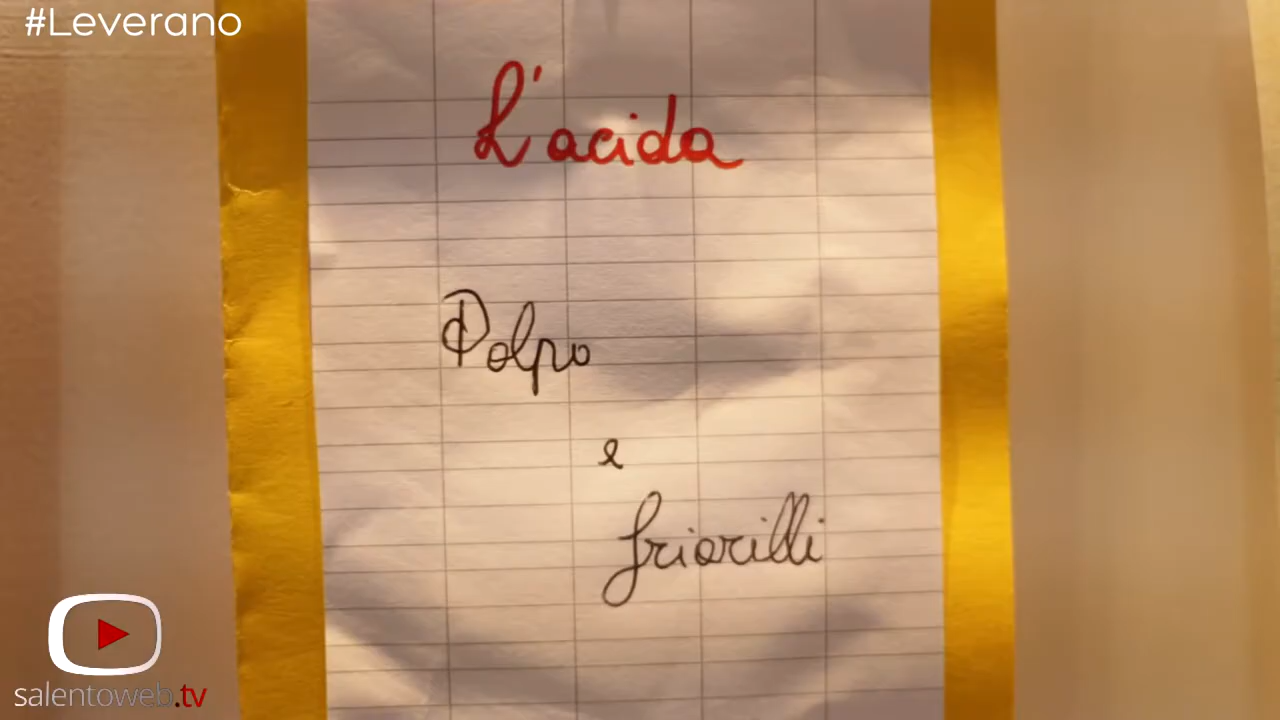 #Leverano
L'acida
Polpo
e
friarilli
salentoweb.tv